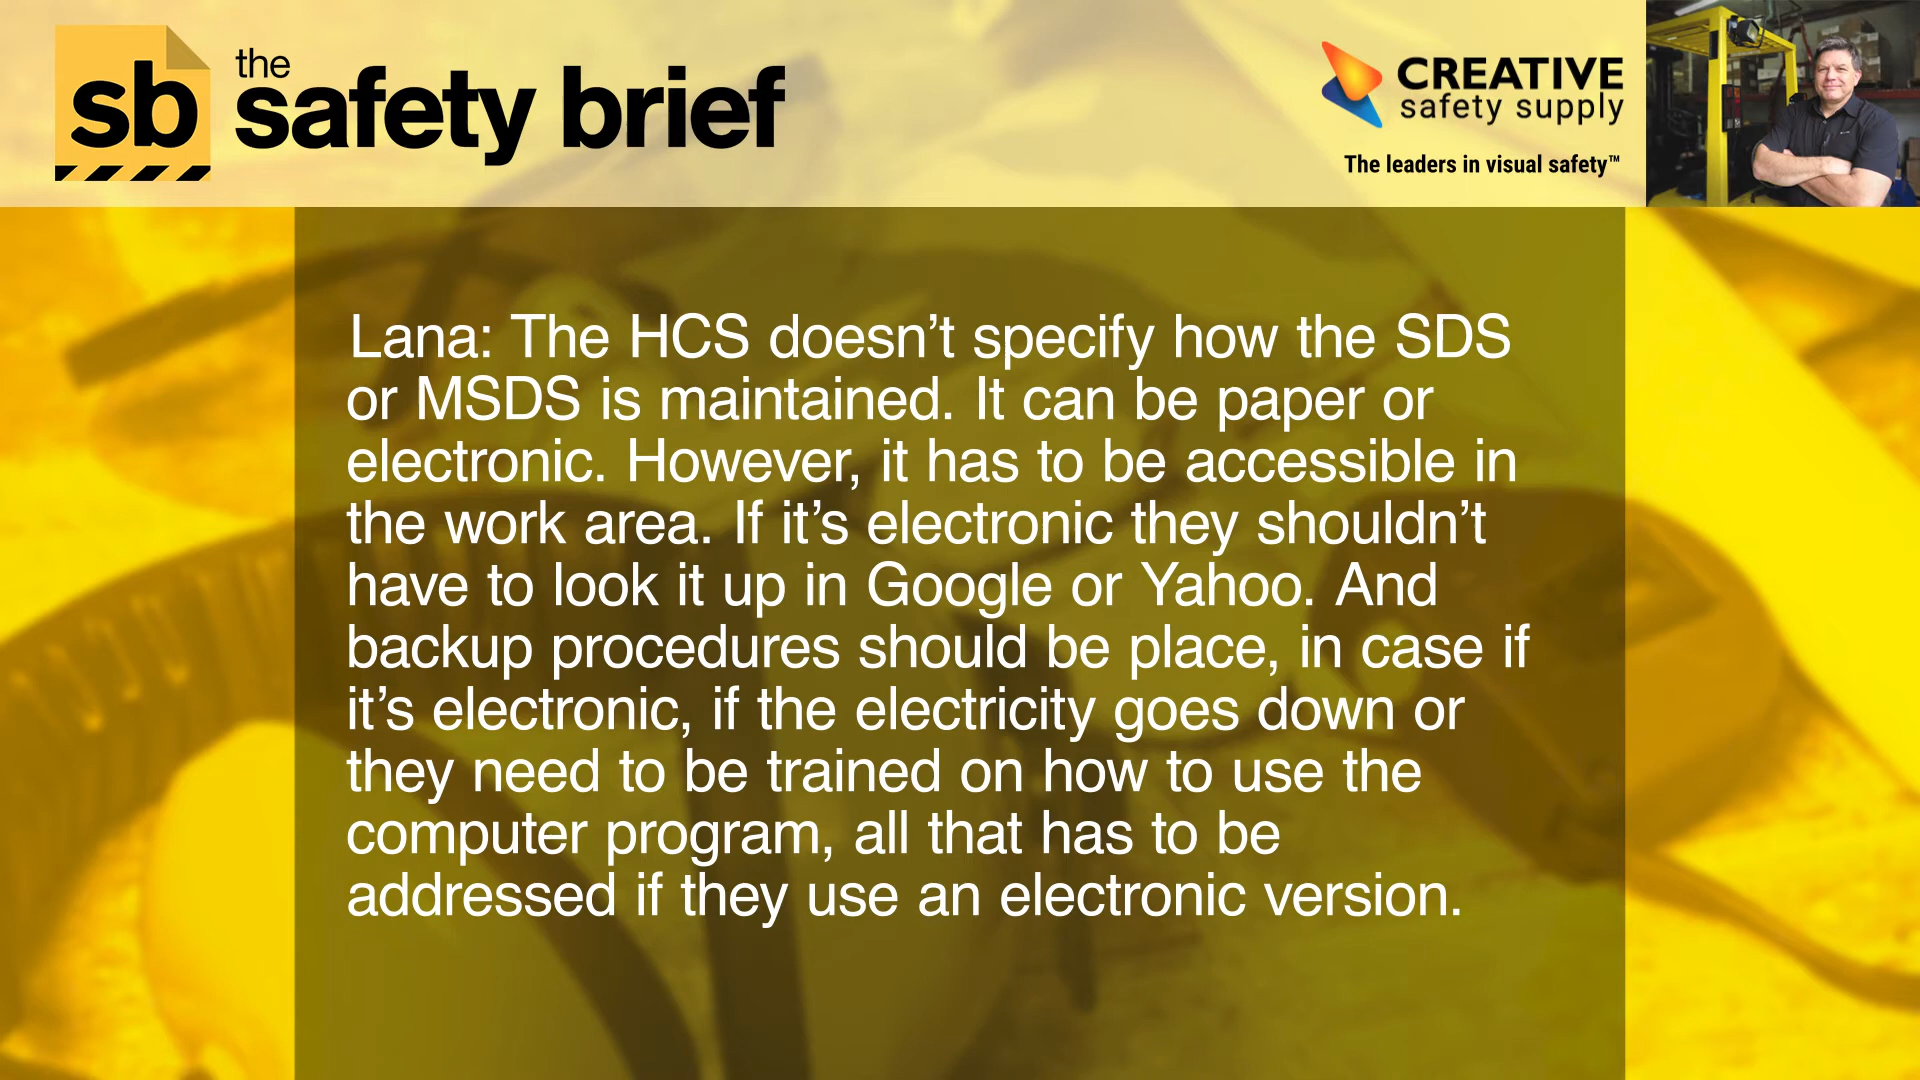 sb
the
safety brief
CREATIVE
safety supply
The leaders in visual safety™
Lana: The HCS doesn’t specify how the SDS
or MSDS is maintained. It can be paper or
electronic. However, it has to be accessible in
the work area. If it’s electronic they shouldn’t
have to look it up in Google or Yahoo. And
backup procedures should be place, in case if
it’s electronic, if the electricity goes down or
they need to be trained on how to use the
computer program, all that has to be
addressed if they use an electronic version.